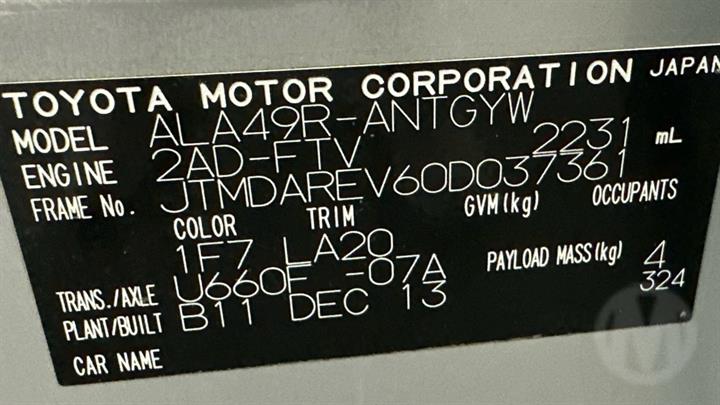 TOYOTA MOTOR CORPORATION JAPAN
MODEL ALA49R-ANTGYW
ENGINE 2AD-FTV 2231 mL
FRAME No. JTMDAREV60D037361
COLOR TRIM GVM(kg) OCCUPANTS
1F7 LA20
TRANS./AXLE U660F -07A PAYLOAD MASS(kg) 4
PLANT/BUILT B11 DEC 13 324
CAR NAME
M